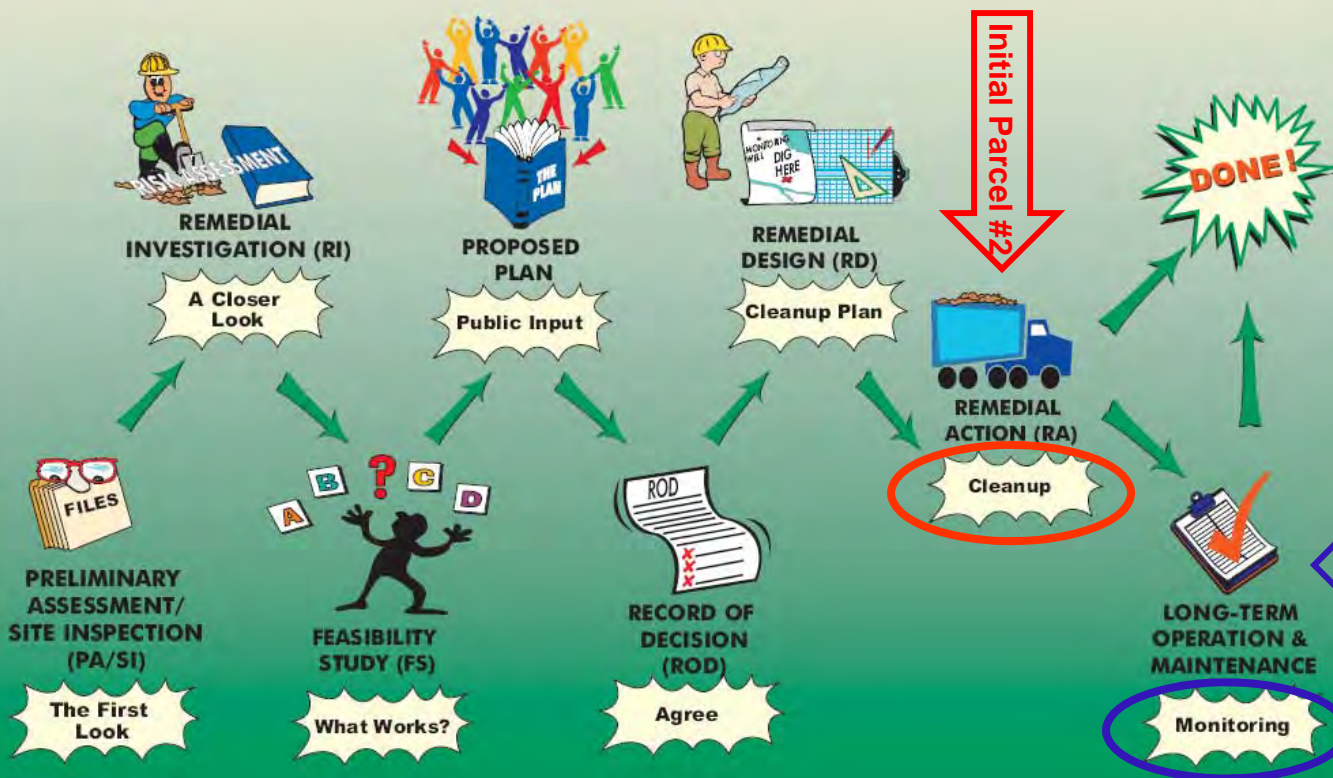 FILES
PRELIMINARY
ASSESSMENT/
SITE INSPECTION
(PA/SI)
The First
Look
RISK ASSESSMENT
REMEDIAL
INVESTIGATION (RI)
A Closer
Look
A
B
?
C
D
FEASIBILITY
STUDY (FS)
What Works?
THE
PLAN
PROPOSED
PLAN
Public Input
ROD
x
x
x
RECORD OF
DECISION
(ROD)
Agree
MONITORING
WELL
DIG
HERE
x
REMEDIAL
DESIGN (RD)
Cleanup Plan
Initial Parcel #2
REMEDIAL
ACTION (RA)
Cleanup
LONG-TERM
OPERATION &
MAINTENANCE
Monitoring
DONE!